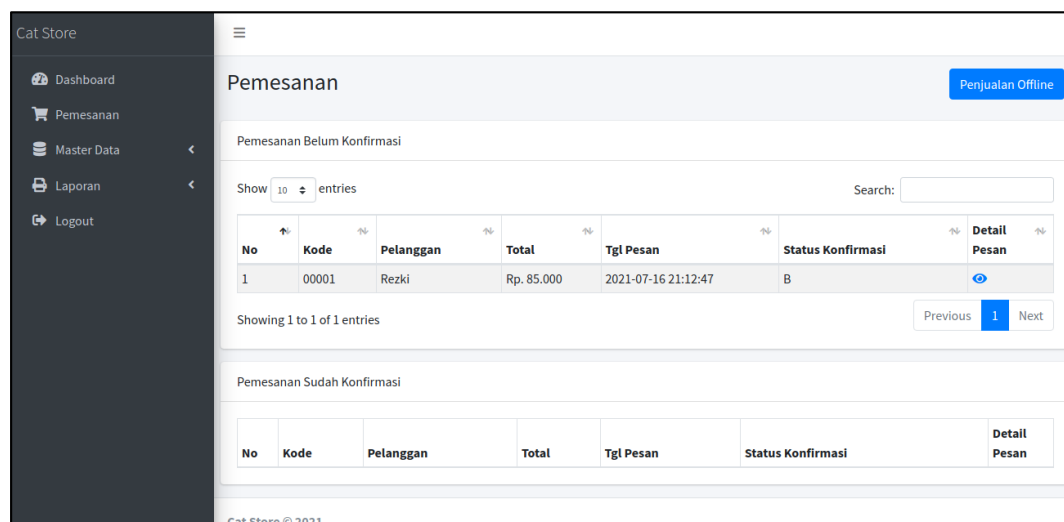 Cat Store
Dashboard
Pemesanan
Master Data
Laporan
Logout
Pemesanan
Penjualan Offline
Pemesanan Belum Konfirmasi
Show 10 entries
Search:
No Kode Pelanggan Total Tgl Pesan Status Konfirmasi Detail Pesan
1 00001 Rezki Rp. 85.000 2021-07-16 21:12:47 B
Showing 1 to 1 of 1 entries
Previous 1 Next
Pemesanan Sudah Konfirmasi
No Kode Pelanggan Total Tgl Pesan Status Konfirmasi Detail Pesan
Cat Store © 2021